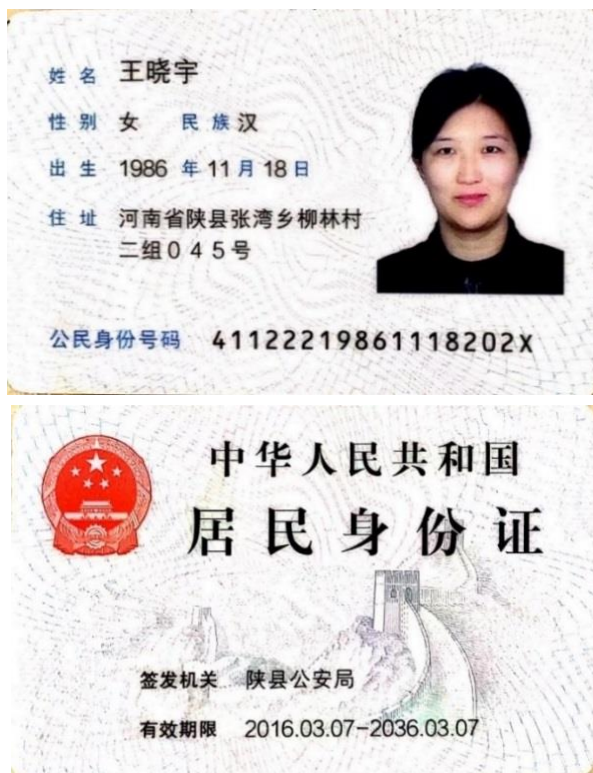 姓名 王晓宇
性别 女 民族 汉
出生 1986 年 11 月 18 日
住址 河南省陕县张湾乡柳林村
二组045号
公民身份号码 41122219861118202X
中华人民共和国
居民身份证
签发机关 陕县公安局
有效期限 2016.03.07-2036.03.07